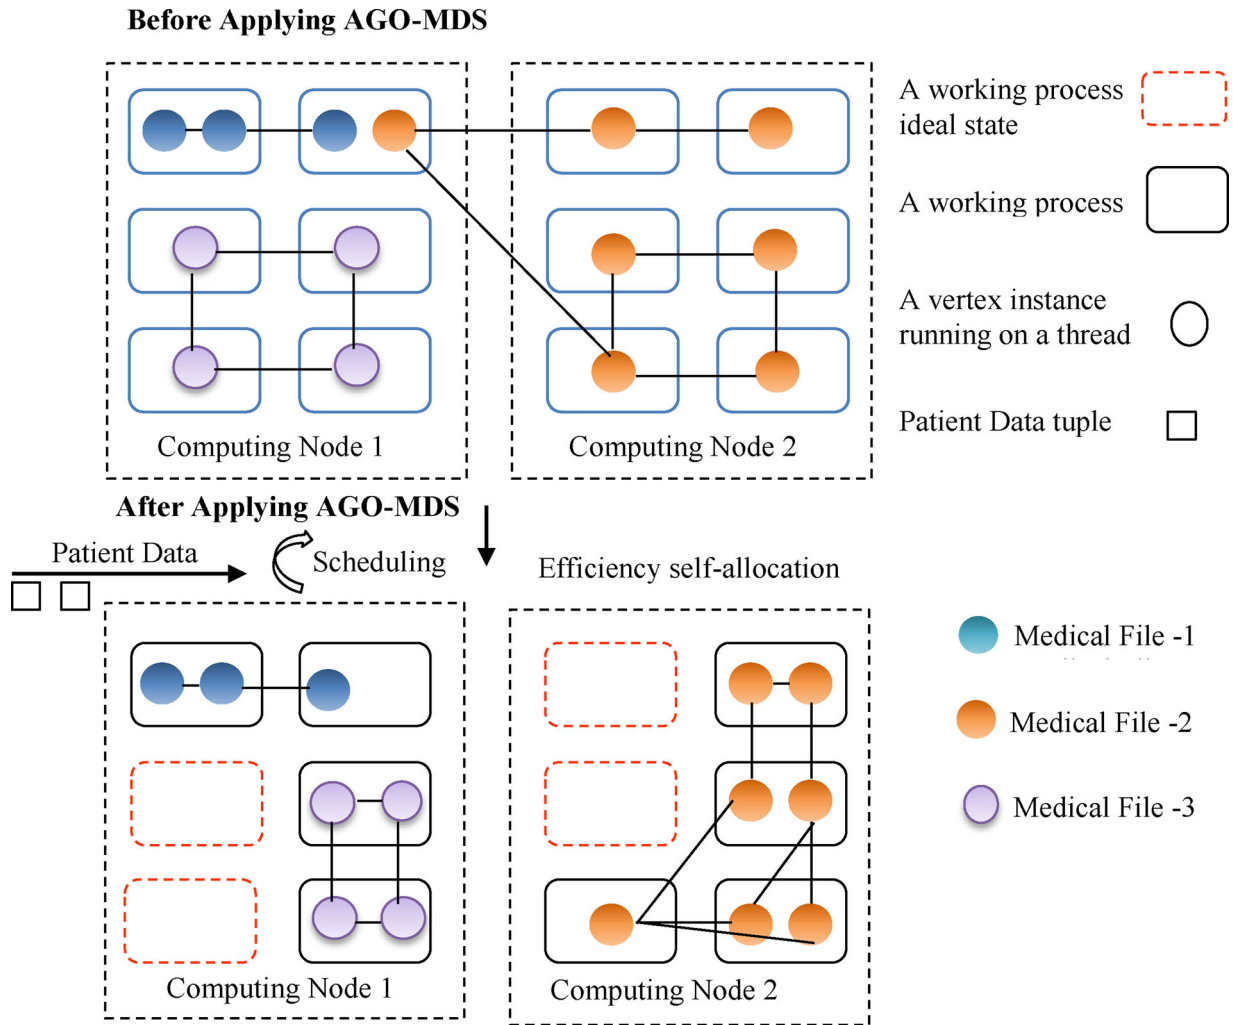 Before Applying AGO-MDS
A working process
ideal state
A working process
A vertex instance
running on a thread
Patient Data tuple
Computing Node 1
Computing Node 2
After Applying AGO-MDS
Patient Data
Scheduling
Efficiency self-allocation
Medical File -1
Medical File -2
Medical File -3
Computing Node 1
Computing Node 2